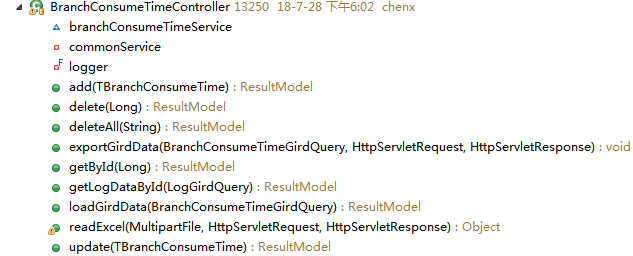 BranchConsumeTimeController 13250 18-7-28 下午6:02 chenx
branchConsumeTimeService
commonService
logger
add(TBranchConsumeTime) : ResultModel
delete(Long) : ResultModel
deleteAll(String) : ResultModel
exportGirdData(BranchConsumeTimeGirdQuery, HttpServletRequest, HttpServletResponse) : void
getById(Long) : ResultModel
getLogDataById(LogGirdQuery) : ResultModel
loadGirdData(BranchConsumeTimeGirdQuery) : ResultModel
readExcel(MultipartFile, HttpServletRequest, HttpServletResponse) : Object
update(TBranchConsumeTime) : ResultModel